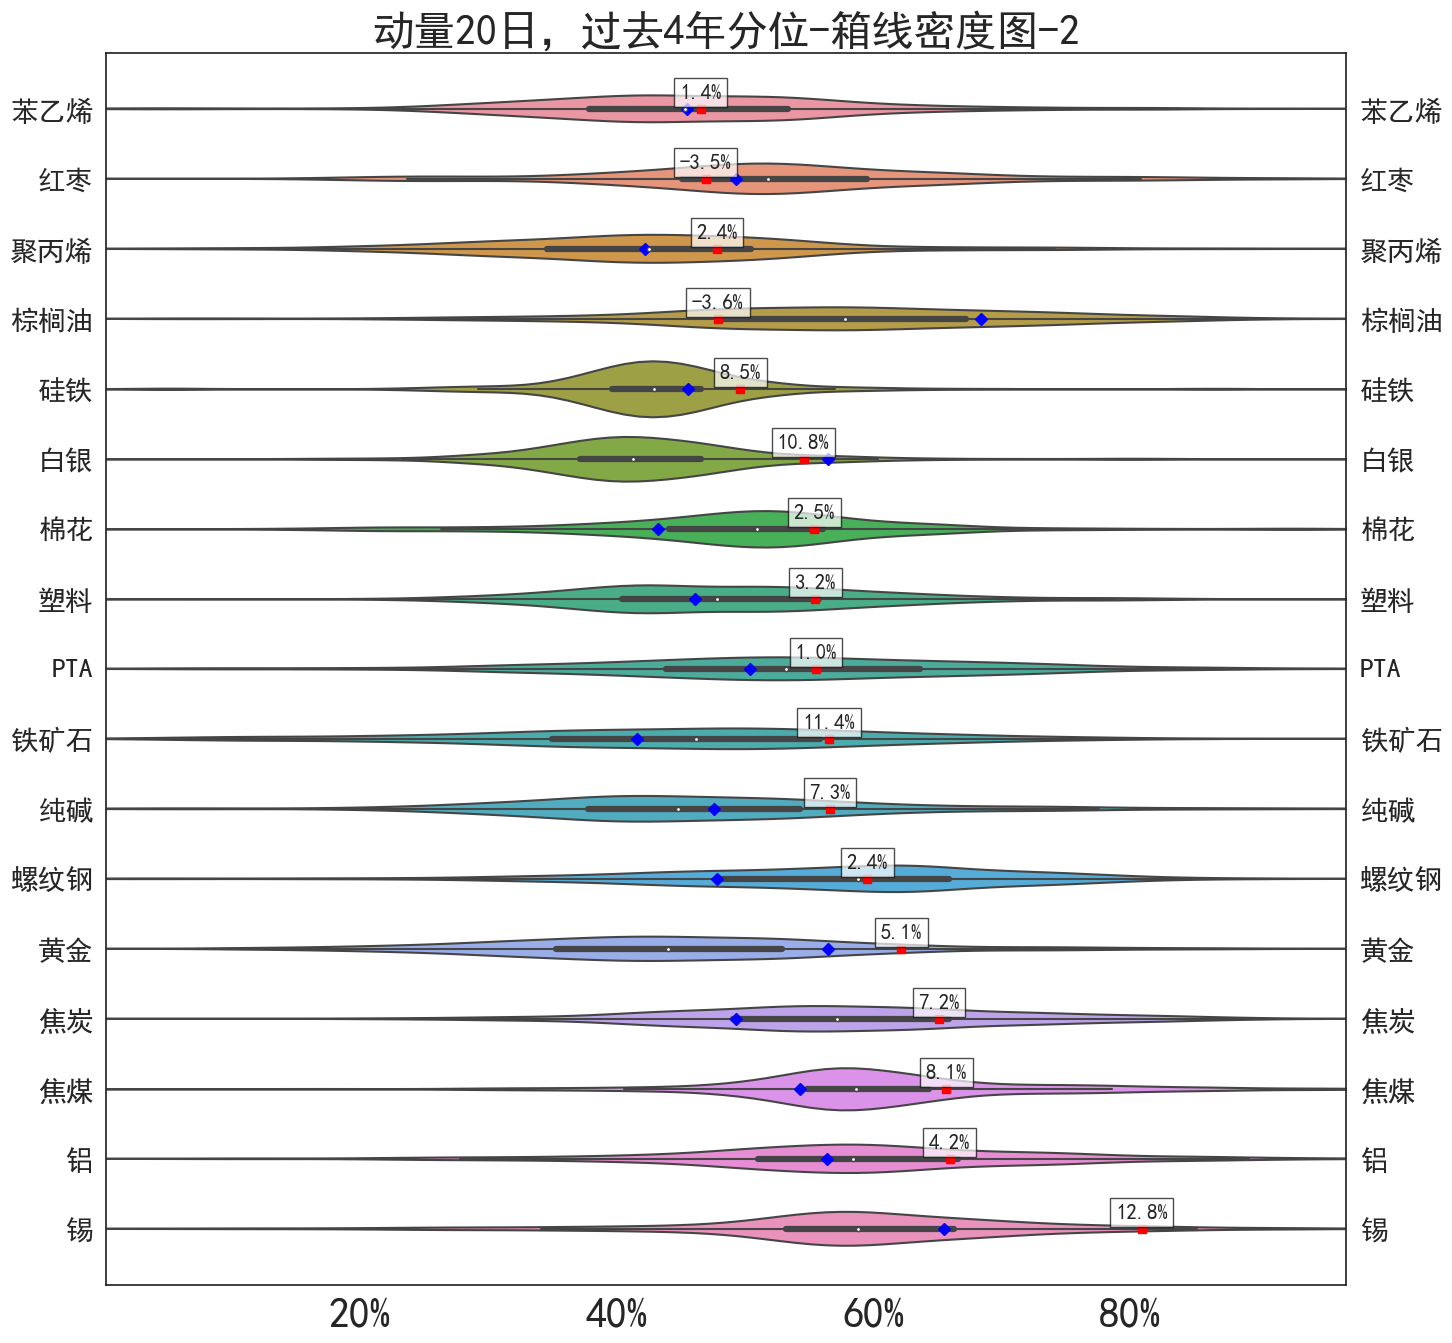 动量20日，过去4年分位-箱线密度图-2
苯乙烯 1.4% 苯乙烯
红枣 -3.5% 红枣
聚丙烯 2.4% 聚丙烯
棕榈油 -3.6% 棕榈油
硅铁 8.5% 硅铁
白银 10.8% 白银
棉花 2.5% 棉花
塑料 3.2% 塑料
PTA 1.0% PTA
铁矿石 11.4% 铁矿石
纯碱 7.3% 纯碱
螺纹钢 2.4% 螺纹钢
黄金 5.1% 黄金
焦炭 7.2% 焦炭
焦煤 8.1% 焦煤
铝 4.2% 铝
锡 12.8% 锡
20% 40% 60% 80%